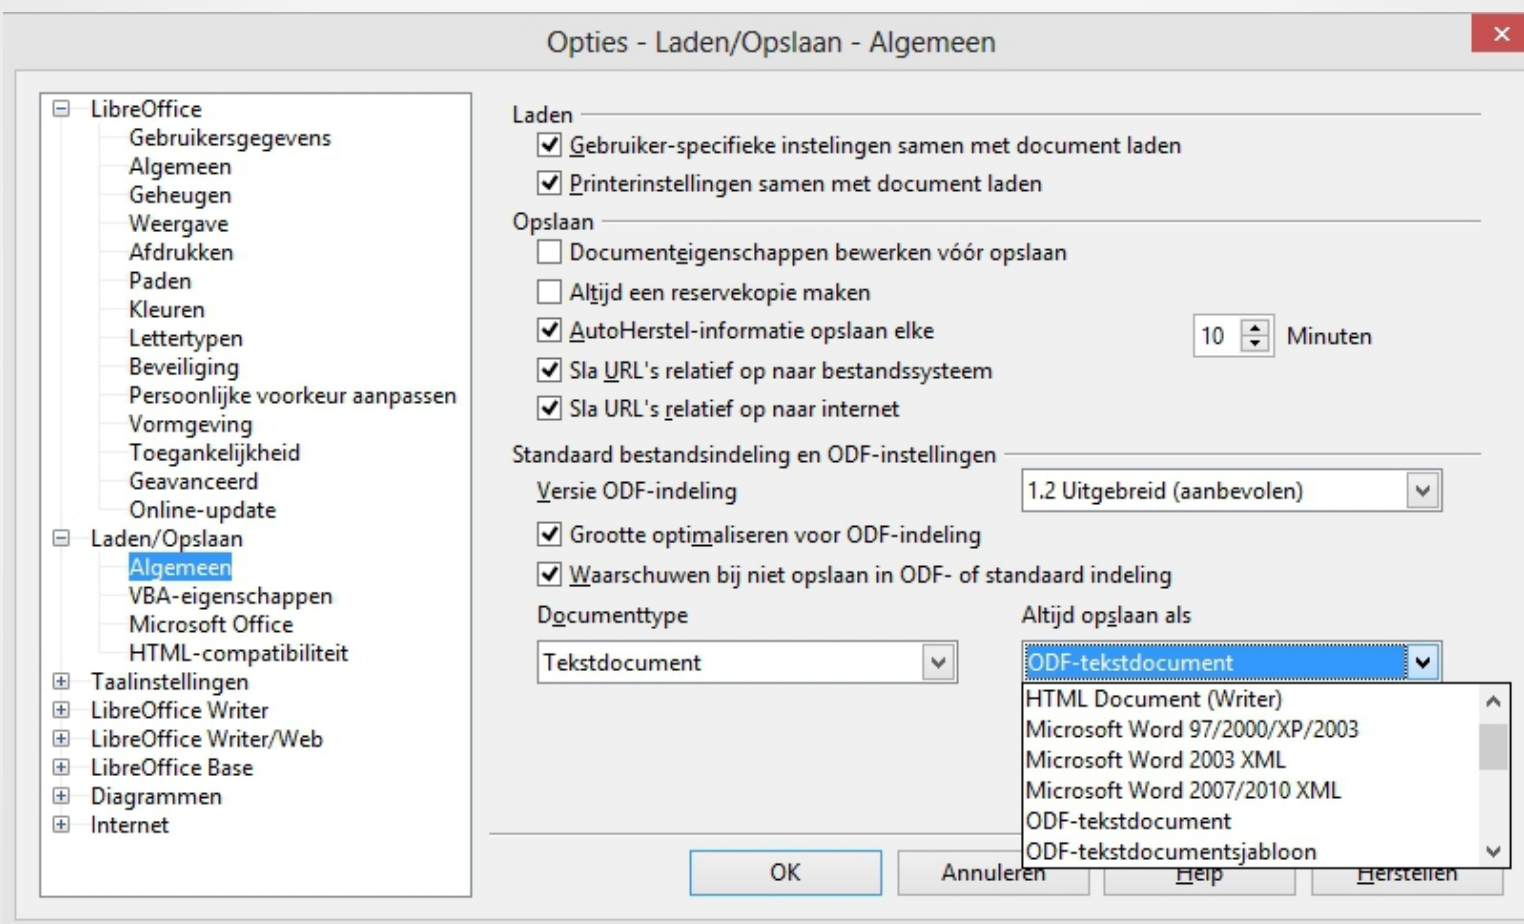 Opties - Laden/Opslaan - Algemeen
LibreOffice
Gebruikersgegevens
Algemeen
Geheugen
Weergave
Afdrukken
Paden
Kleuren
Lettertypen
Beveiliging
Persoonlijke voorkeur aanpassen
Vormgeving
Toegankelijkheid
Geavanceerd
Online-update
Laden/Opslaan
Algemeen
VBA-eigenschappen
Microsoft Office
HTML-compatibiliteit
Taalinstellingen
LibreOffice Writer
LibreOffice Writer/Web
LibreOffice Base
Diagrammen
Internet
Laden
Gebruiker-specifieke instelingen samen met document laden
Printerinstellingen samen met document laden
Opslaan
Documenteigenschappen bewerken vóór opslaan
Altijd een reservekopie maken
AutoHerstel-informatie opslaan elke 10 Minuten
Sla URL's relatief op naar bestandssysteem
Sla URL's relatief op naar internet
Standaard bestandsindeling en ODF-instellingen
Versie ODF-indeling 1.2 Uitgebreid (aanbevolen)
Grootte optimaliseren voor ODF-indeling
Waarschuwen bij niet opslaan in ODF- of standaard indeling
Documenttype Altijd opslaan als
Tekstdocument ODF-tekstdocument
HTML Document (Writer)
Microsoft Word 97/2000/XP/2003
Microsoft Word 2003 XML
Microsoft Word 2007/2010 XML
ODF-tekstdocument
ODF-tekstdocumentsjabloon
OK Annuleren Help Herstellen